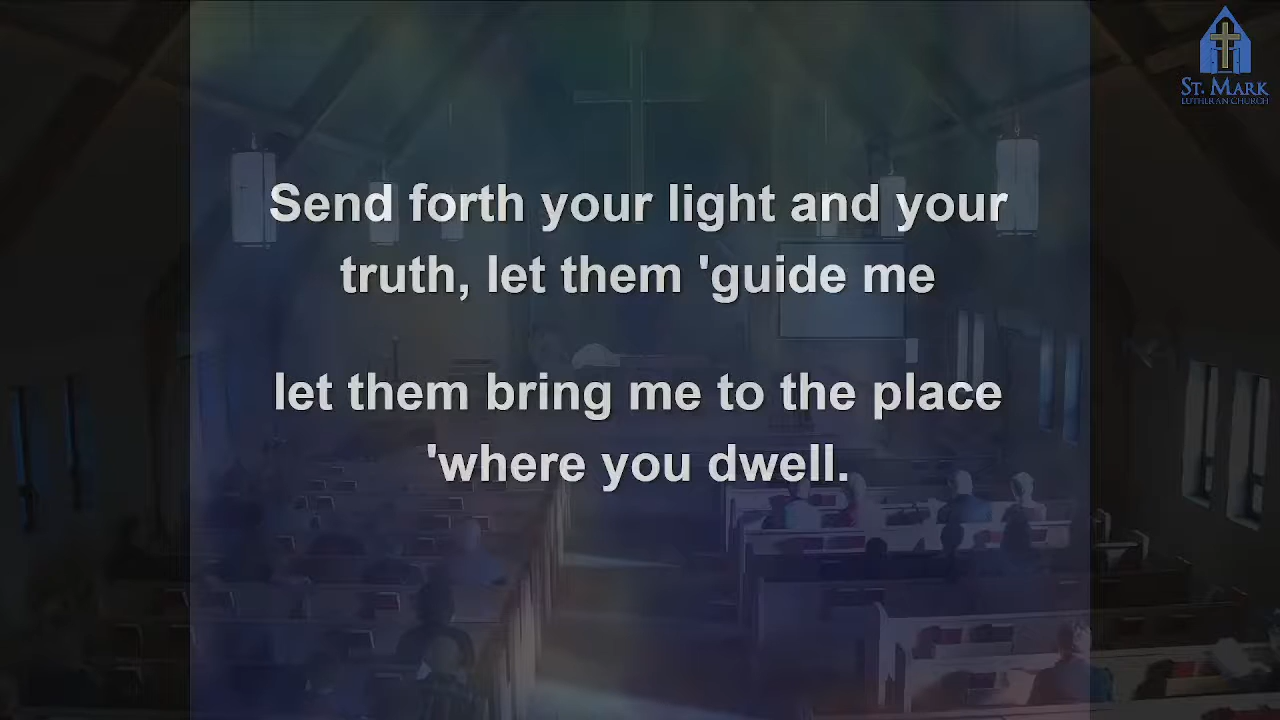 St. Mark
Lutheran Church
Send forth your light and your
truth, let them 'guide me
let them bring me to the place
'where you dwell.